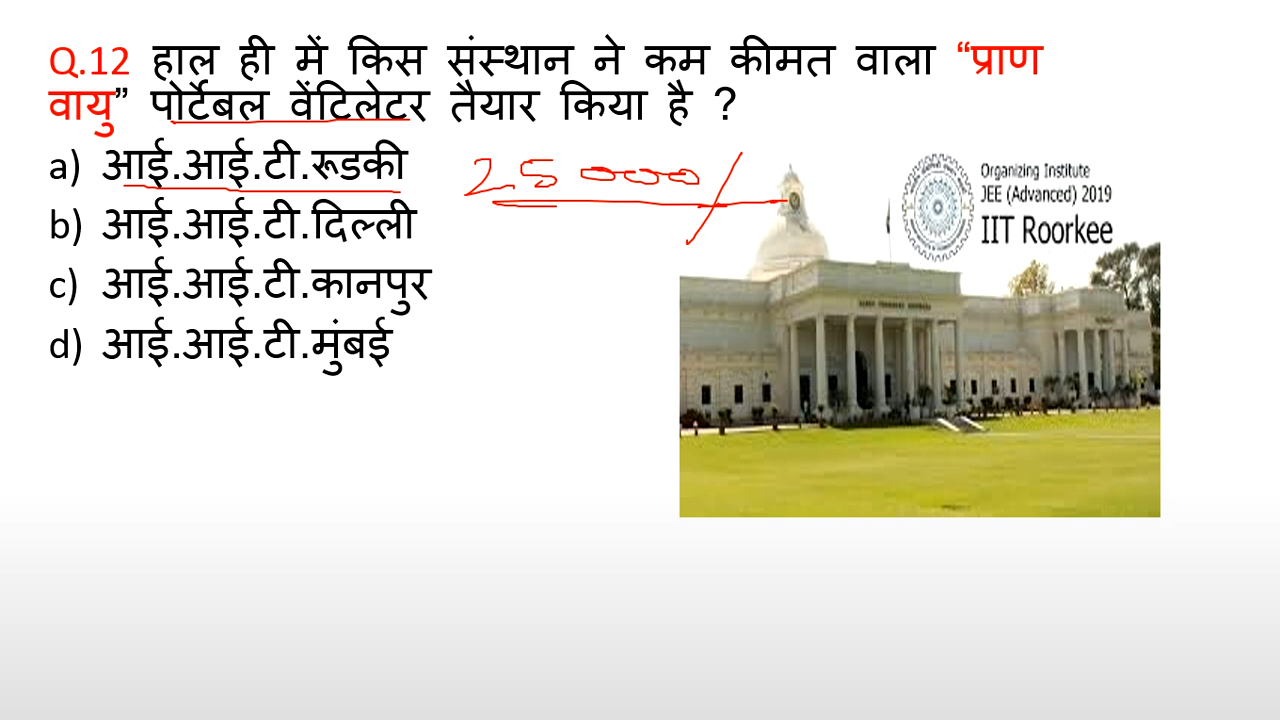 Q.12 हाल ही में किस संस्थान ने कम कीमत वाला “प्राण
वायु” पोर्टेबल वेंटिलेटर तैयार किया है ?
a) आई.आई.टी.रूडकी
25000/
b) आई.आई.टी.दिल्ली
c) आई.आई.टी.कानपुर
d) आई.आई.टी.मुंबई
Organizing Institute
JEE (Advanced) 2019
IIT Roorkee